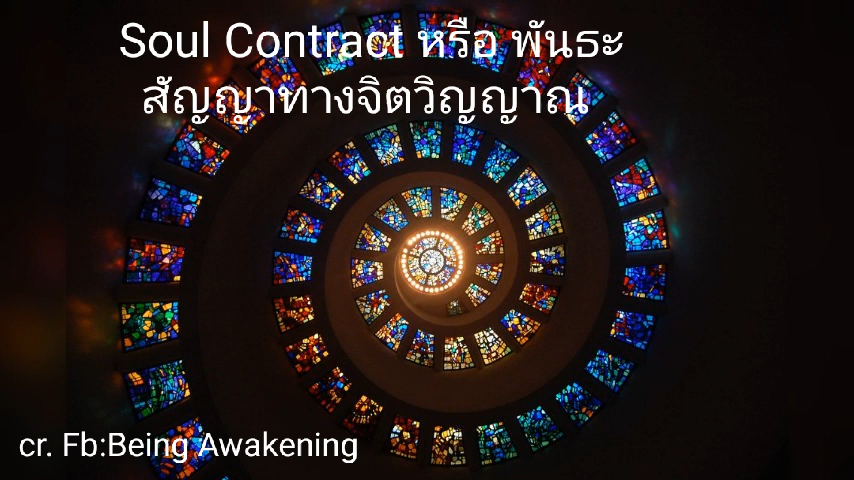 Soul Contract หรือ พันธะ
สัญญาทางจิตวิญญาณ
cr. Fb:Being Awakening